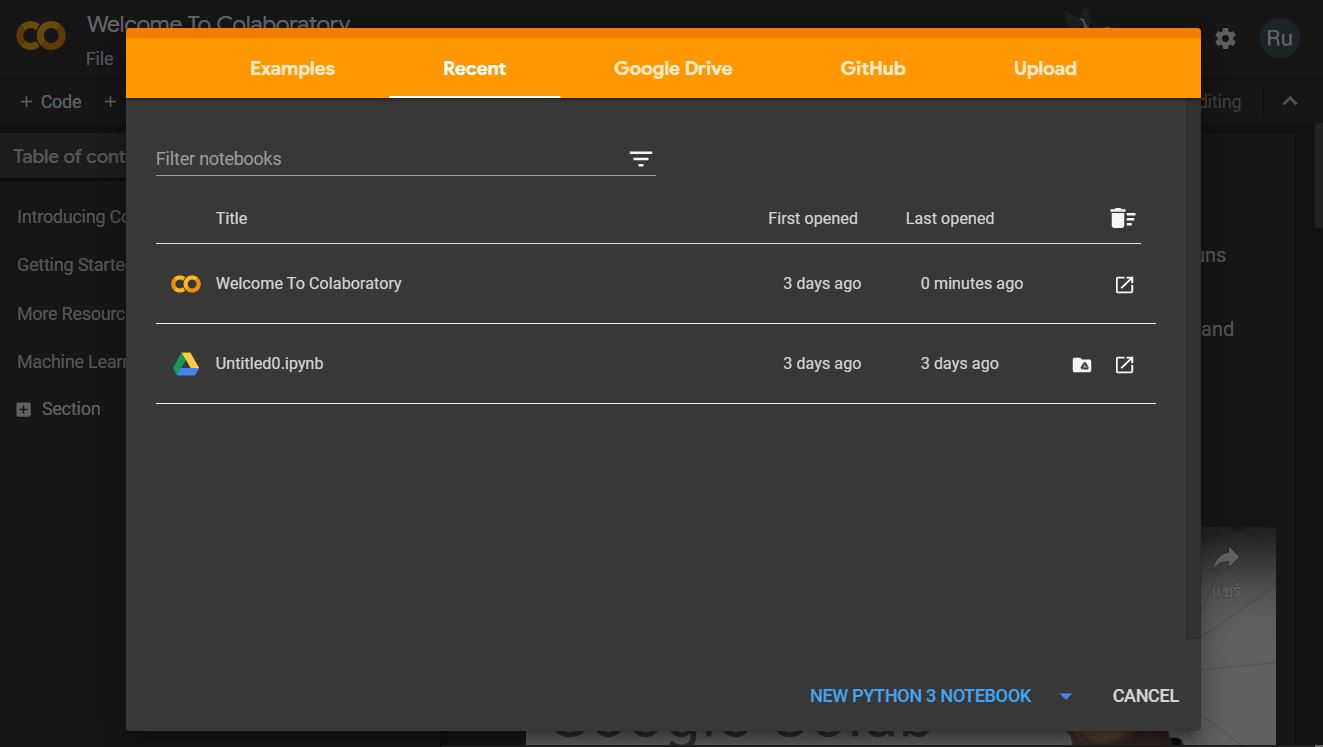 Welcome To Colaboratory
File
Ru
Examples Recent Google Drive GitHub Upload
+ Code +
diting
Table of cont
Filter notebooks
Title First opened Last opened
Introducing Co
Welcome To Colaboratory 3 days ago 0 minutes ago
uns
Getting Starte
More Resourc
and
Untitled0.ipynb 3 days ago 3 days ago
Machine Learn
Section
แชร์
NEW PYTHON 3 NOTEBOOK CANCEL
Google Colab